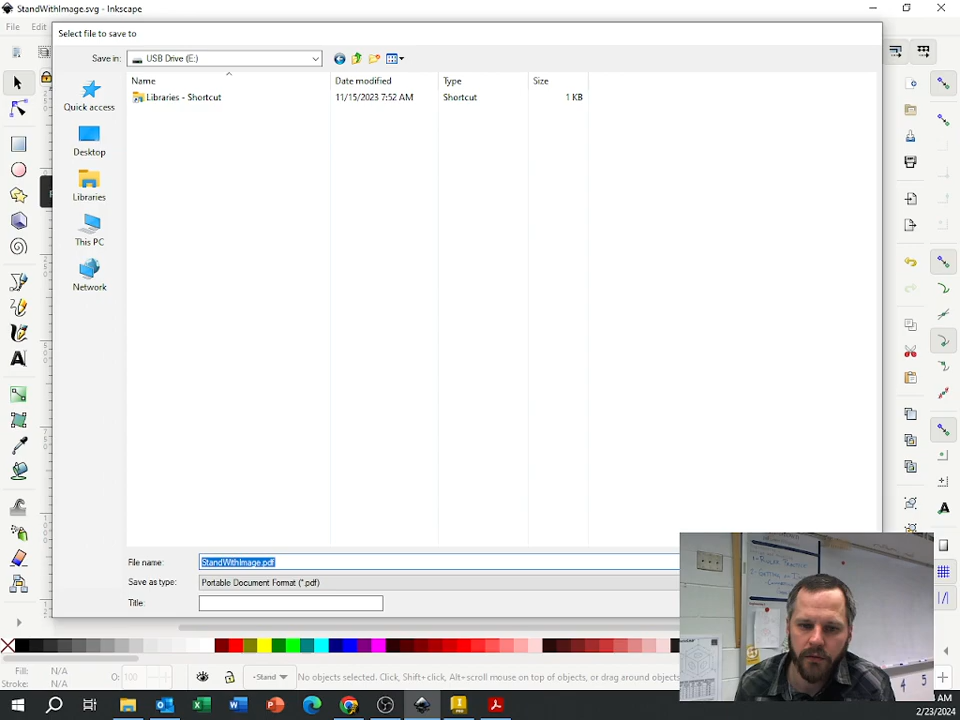 StandWithImage.svg - Inkscape
File Edit
Select file to save to
Save in: USB Drive (E:)
Name Date modified Type Size
Libraries - Shortcut 11/15/2023 7:52 AM Shortcut 1 KB
Quick access
Desktop
Libraries
This PC
Network
File name: StandWithImage.pdf
Save as type: Portable Document Format (*.pdf)
Title:
Fill: N/A
Stroke: N/A
O: 100
-Stand
No objects selected. Click, Shift+click, Alt+scroll mouse on top of objects, or drag around objects
AM
2/23/2024